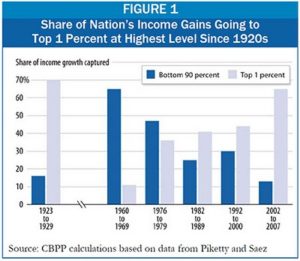 FIGURE 1
Share of Nation's Income Gains Going to
Top 1 Percent at Highest Level Since 1920s
Share of income growth captured
Bottom 90 percent
Top 1 percent
70%
60
50
40
30
20
10
0
1923 to 1929
1960 to 1969
1976 to 1979
1982 to 1989
1992 to 2000
2002 to 2007
Source: CBPP calculations based on data from Piketty and Saez